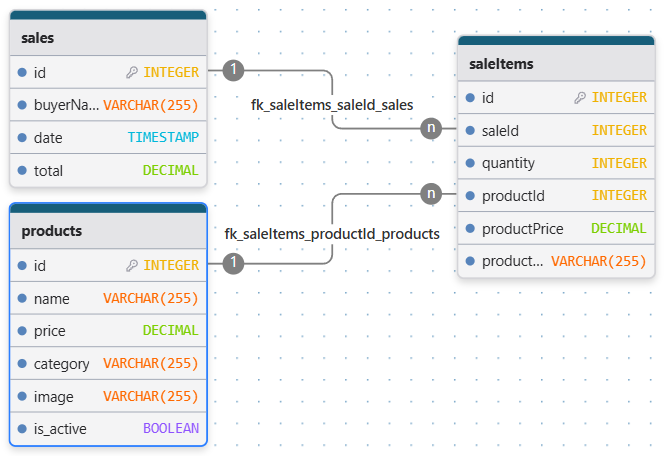 sales
id INTEGER
buyerNa... VARCHAR(255)
date TIMESTAMP
total DECIMAL
1
fk_saleItems_saleId_sales
n
saleItems
id INTEGER
saleId INTEGER
quantity INTEGER
productId INTEGER
productPrice DECIMAL
product... VARCHAR(255)
products
id INTEGER
name VARCHAR(255)
price DECIMAL
category VARCHAR(255)
image VARCHAR(255)
is_active BOOLEAN
1
fk_saleItems_productId_products
n